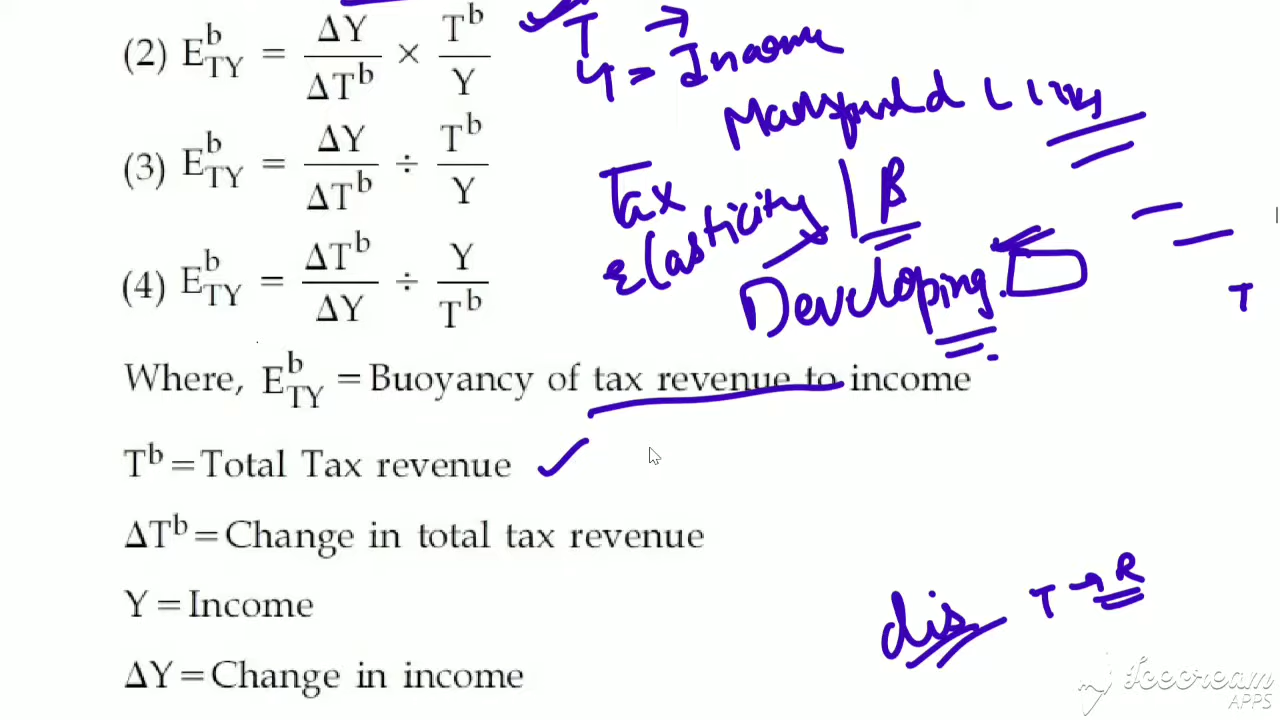 (2) E^b_TY = ΔY/ΔT^b × T^b/Y
T →
Y = Income
(3) E^b_TY = ΔY/ΔT^b ÷ T^b/Y
Tax elasticity | B
Developing.
T
(4) E^b_TY = ΔT^b/ΔY ÷ Y/T^b
Where, E^b_TY = Buoyancy of tax revenue to income
T^b = Total Tax revenue
ΔT^b = Change in total tax revenue
Y = Income
dis T → R
ΔY = Change in income
Icecream
APPS